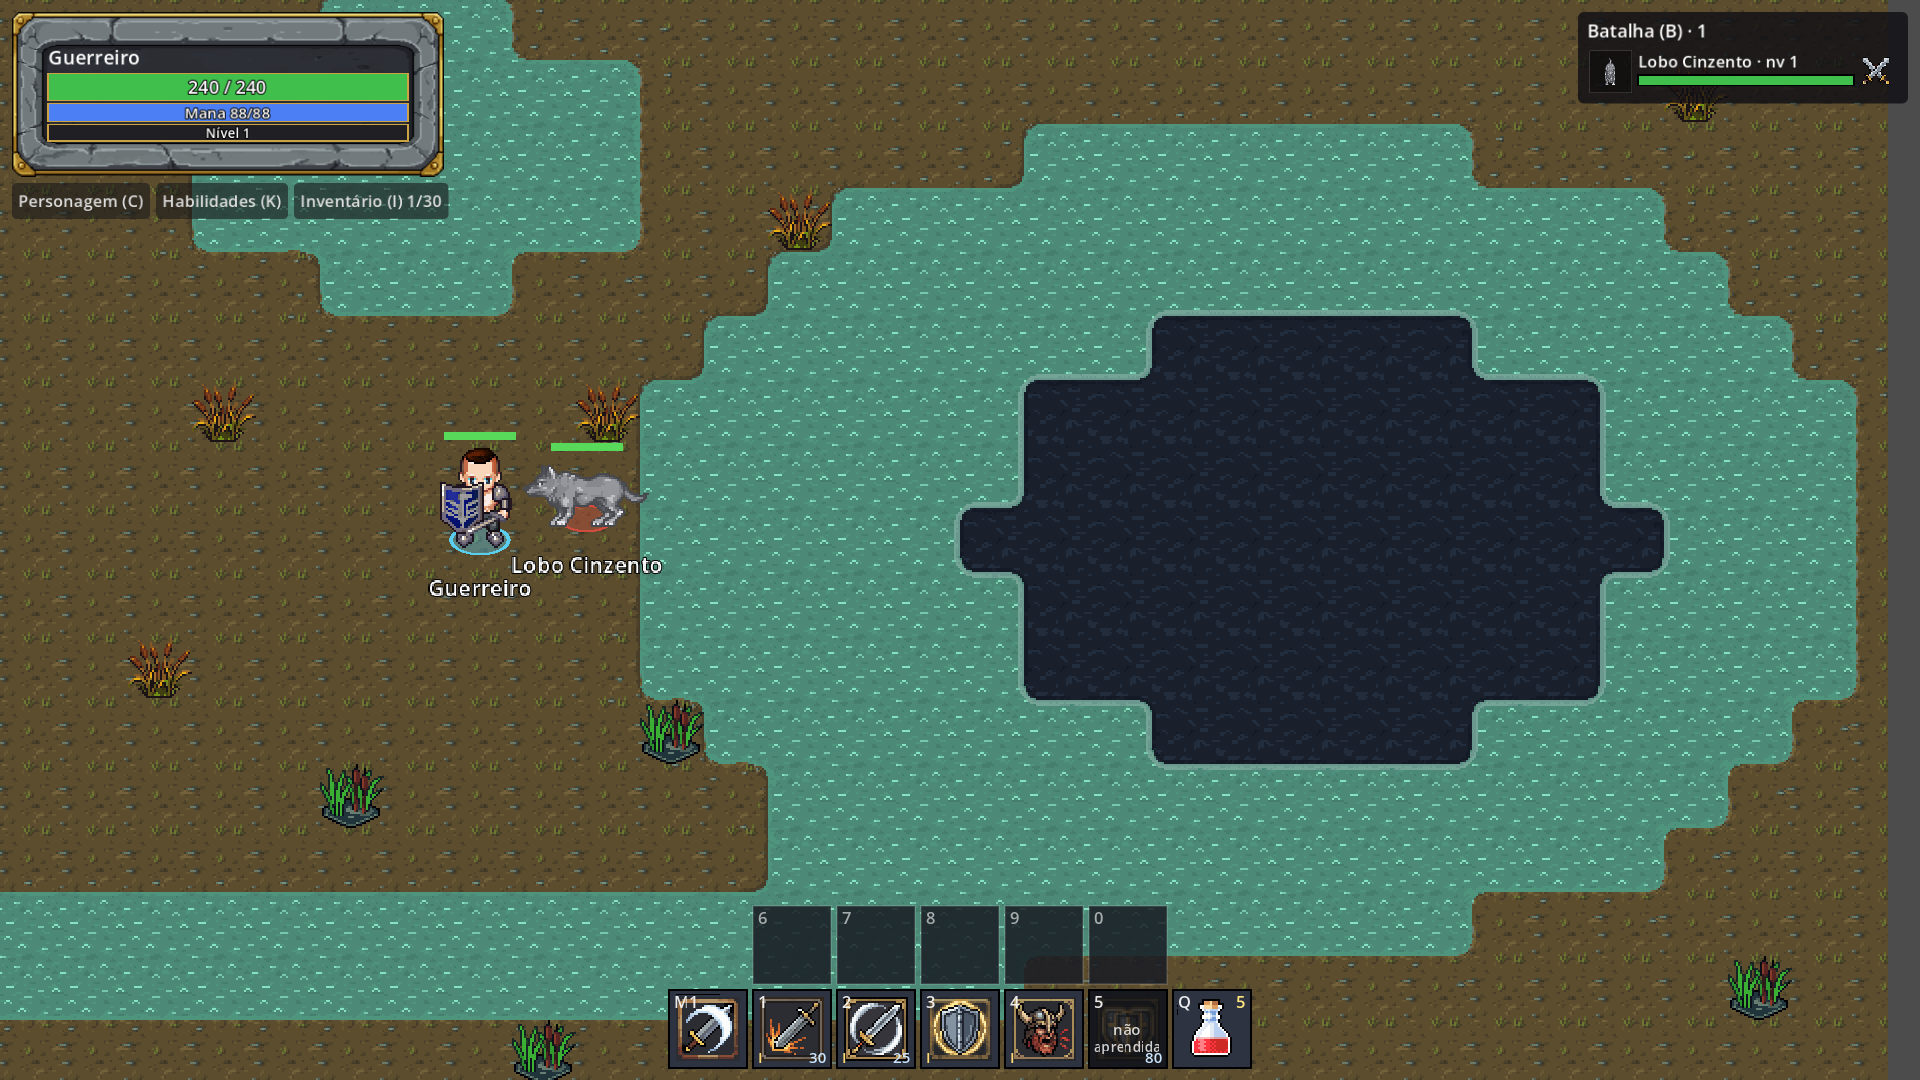 Guerreiro
240 / 240
Mana 88/88
Nível 1
Personagem (C) Habilidades (K) Inventário (I) 1/30
Batalha (B) · 1
Lobo Cinzento · nv 1
Lobo Cinzento
Guerreiro
6 7 8 9 0
M1 1 2 3 4 5 Q 5
não
aprendida
I 30 25 I I 80